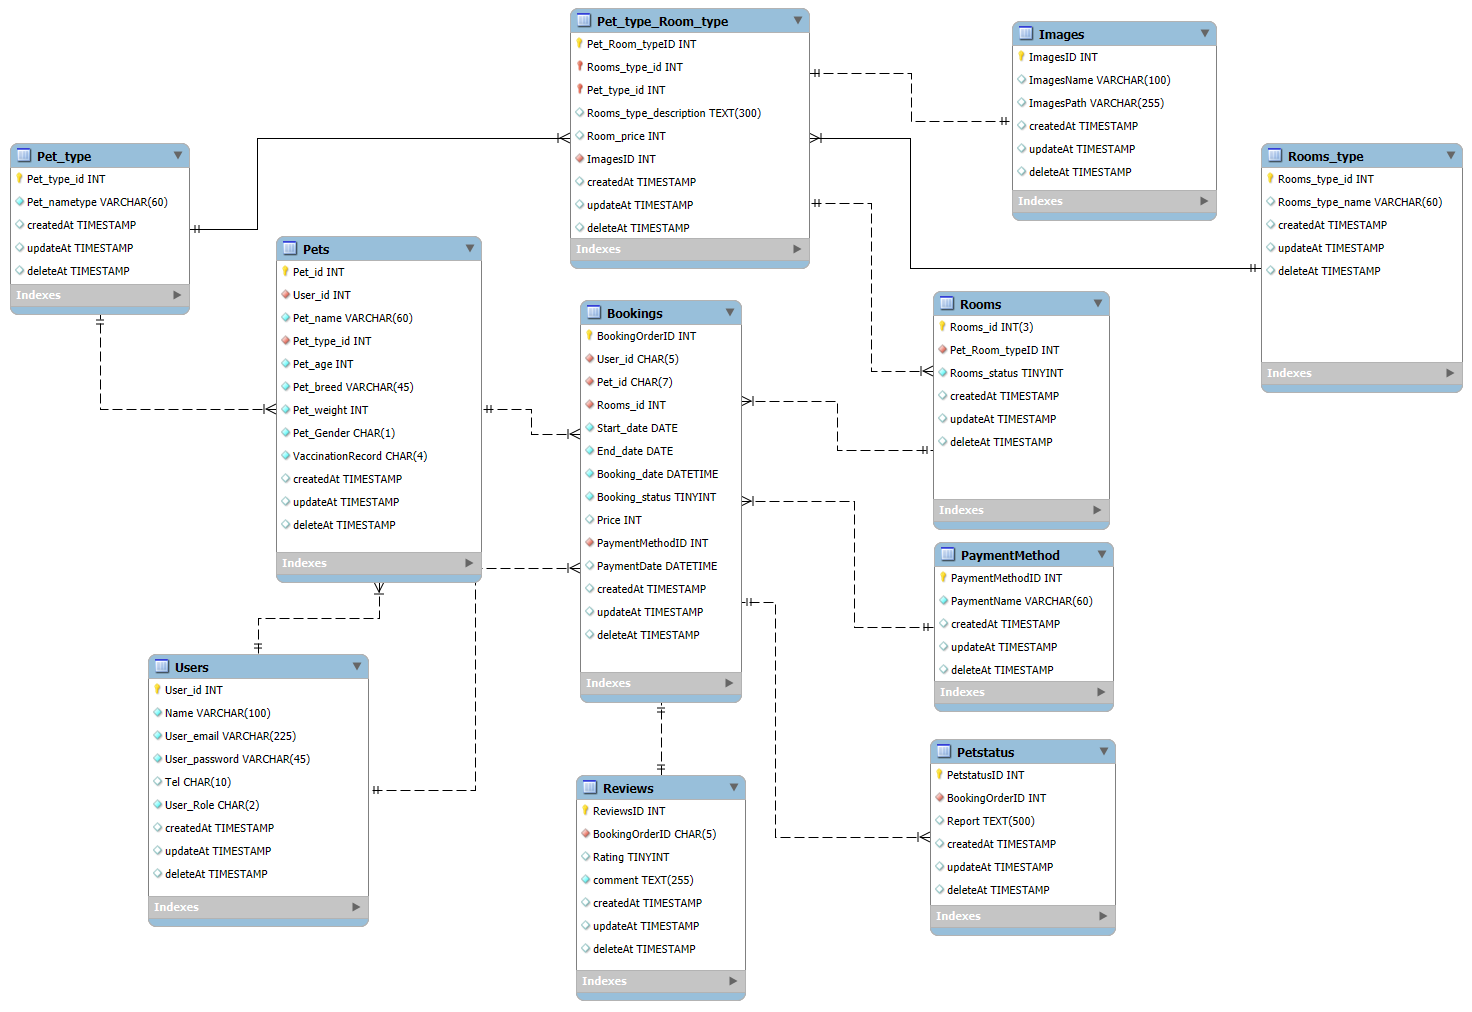 Pet_type_Room_type
Pet_Room_typeID INT
Rooms_type_id INT
Pet_type_id INT
Rooms_type_description TEXT(300)
Room_price INT
ImagesID INT
createdAt TIMESTAMP
updateAt TIMESTAMP
deleteAt TIMESTAMP
Indexes
Images
ImagesID INT
ImagesName VARCHAR(100)
ImagesPath VARCHAR(255)
createdAt TIMESTAMP
updateAt TIMESTAMP
deleteAt TIMESTAMP
Indexes
Pet_type
Pet_type_id INT
Pet_nametype VARCHAR(60)
createdAt TIMESTAMP
updateAt TIMESTAMP
deleteAt TIMESTAMP
Indexes
Rooms_type
Rooms_type_id INT
Rooms_type_name VARCHAR(60)
createdAt TIMESTAMP
updateAt TIMESTAMP
deleteAt TIMESTAMP
Indexes
Pets
Pet_id INT
User_id INT
Pet_name VARCHAR(60)
Pet_type_id INT
Pet_age INT
Pet_breed VARCHAR(45)
Pet_weight INT
Pet_Gender CHAR(1)
VaccinationRecord CHAR(4)
createdAt TIMESTAMP
updateAt TIMESTAMP
deleteAt TIMESTAMP
Indexes
Bookings
BookingOrderID INT
User_id CHAR(5)
Pet_id CHAR(7)
Rooms_id INT
Start_date DATE
End_date DATE
Booking_date DATETIME
Booking_status TINYINT
Price INT
PaymentMethodID INT
PaymentDate DATETIME
createdAt TIMESTAMP
updateAt TIMESTAMP
deleteAt TIMESTAMP
Indexes
Rooms
Rooms_id INT(3)
Pet_Room_typeID INT
Rooms_status TINYINT
createdAt TIMESTAMP
updateAt TIMESTAMP
deleteAt TIMESTAMP
Indexes
PaymentMethod
PaymentMethodID INT
PaymentName VARCHAR(60)
createdAt TIMESTAMP
updateAt TIMESTAMP
deleteAt TIMESTAMP
Indexes
Users
User_id INT
Name VARCHAR(100)
User_email VARCHAR(225)
User_password VARCHAR(45)
Tel CHAR(10)
User_Role CHAR(2)
createdAt TIMESTAMP
updateAt TIMESTAMP
deleteAt TIMESTAMP
Indexes
Reviews
ReviewsID INT
BookingOrderID CHAR(5)
Rating TINYINT
comment TEXT(255)
createdAt TIMESTAMP
updateAt TIMESTAMP
deleteAt TIMESTAMP
Indexes
Petstatus
PetstatusID INT
BookingOrderID INT
Report TEXT(500)
createdAt TIMESTAMP
updateAt TIMESTAMP
deleteAt TIMESTAMP
Indexes